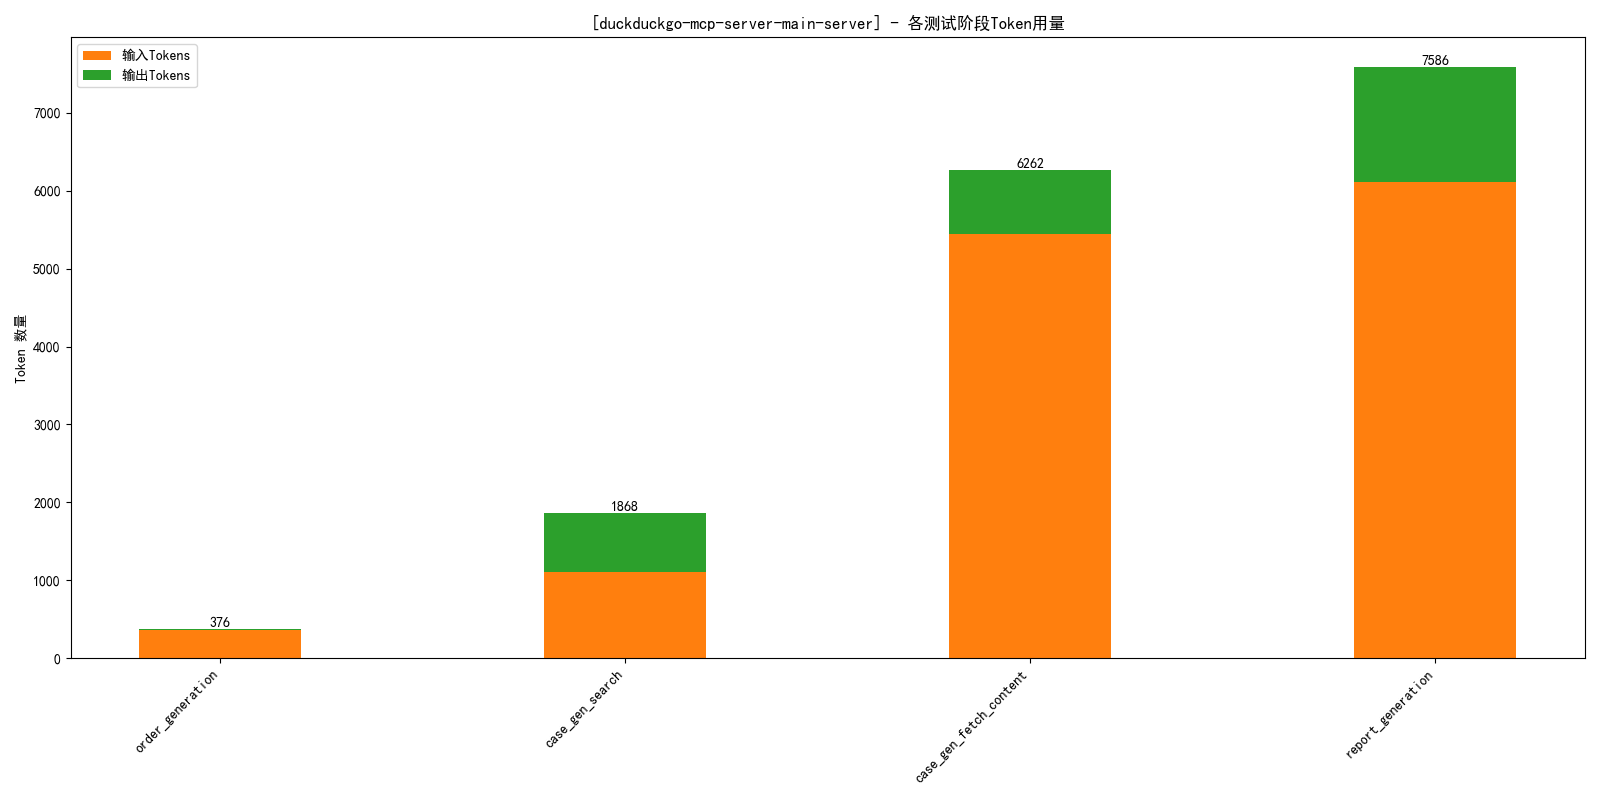 [duckduckgo-mcp-server-main-server] - 各测试阶段Token用量
输入Tokens
输出Tokens
Token 数量
7000
6000
5000
4000
3000
2000
1000
0
376
1868
6262
7586
order_generation
case_gen_search
case_gen_fetch_content
report_generation